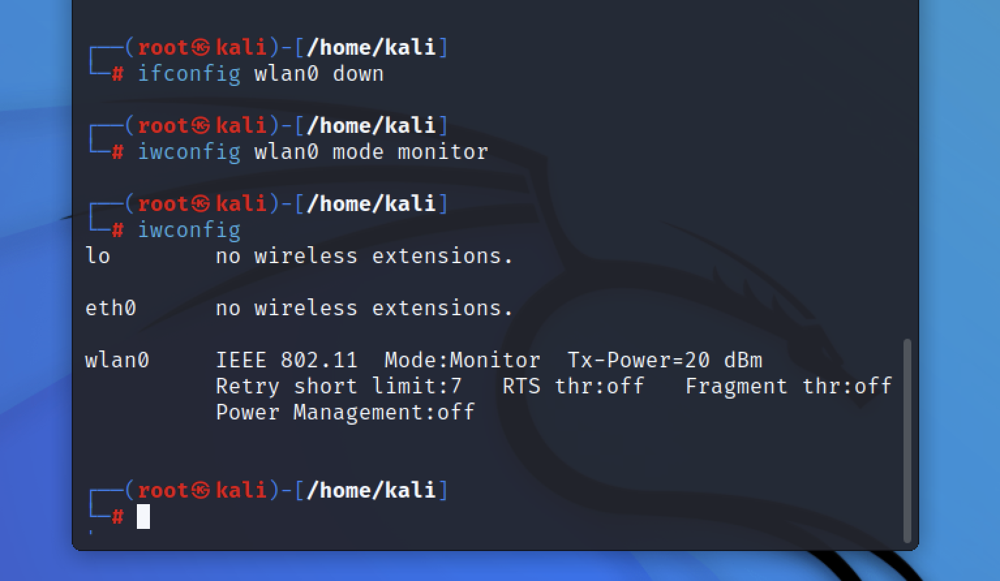 ┌──(root㉿kali)-[/home/kali]
└─# ifconfig wlan0 down
┌──(root㉿kali)-[/home/kali]
└─# iwconfig wlan0 mode monitor
┌──(root㉿kali)-[/home/kali]
└─# iwconfig
lo        no wireless extensions.
eth0      no wireless extensions.
wlan0     IEEE 802.11  Mode:Monitor  Tx-Power=20 dBm
          Retry short limit:7   RTS thr:off   Fragment thr:off
          Power Management:off
┌──(root㉿kali)-[/home/kali]
└─#